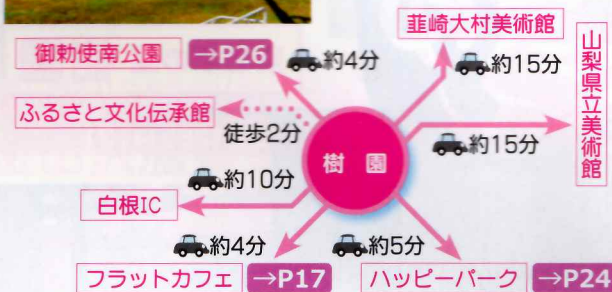 韮崎大村美術館
御勅使南公園 →P26
約4分
約15分
山梨県立美術館
ふるさと文化伝承館
徒歩2分
樹園
約15分
約10分
白根IC
約4分
約5分
フラットカフェ →P17
ハッピーパーク →P24